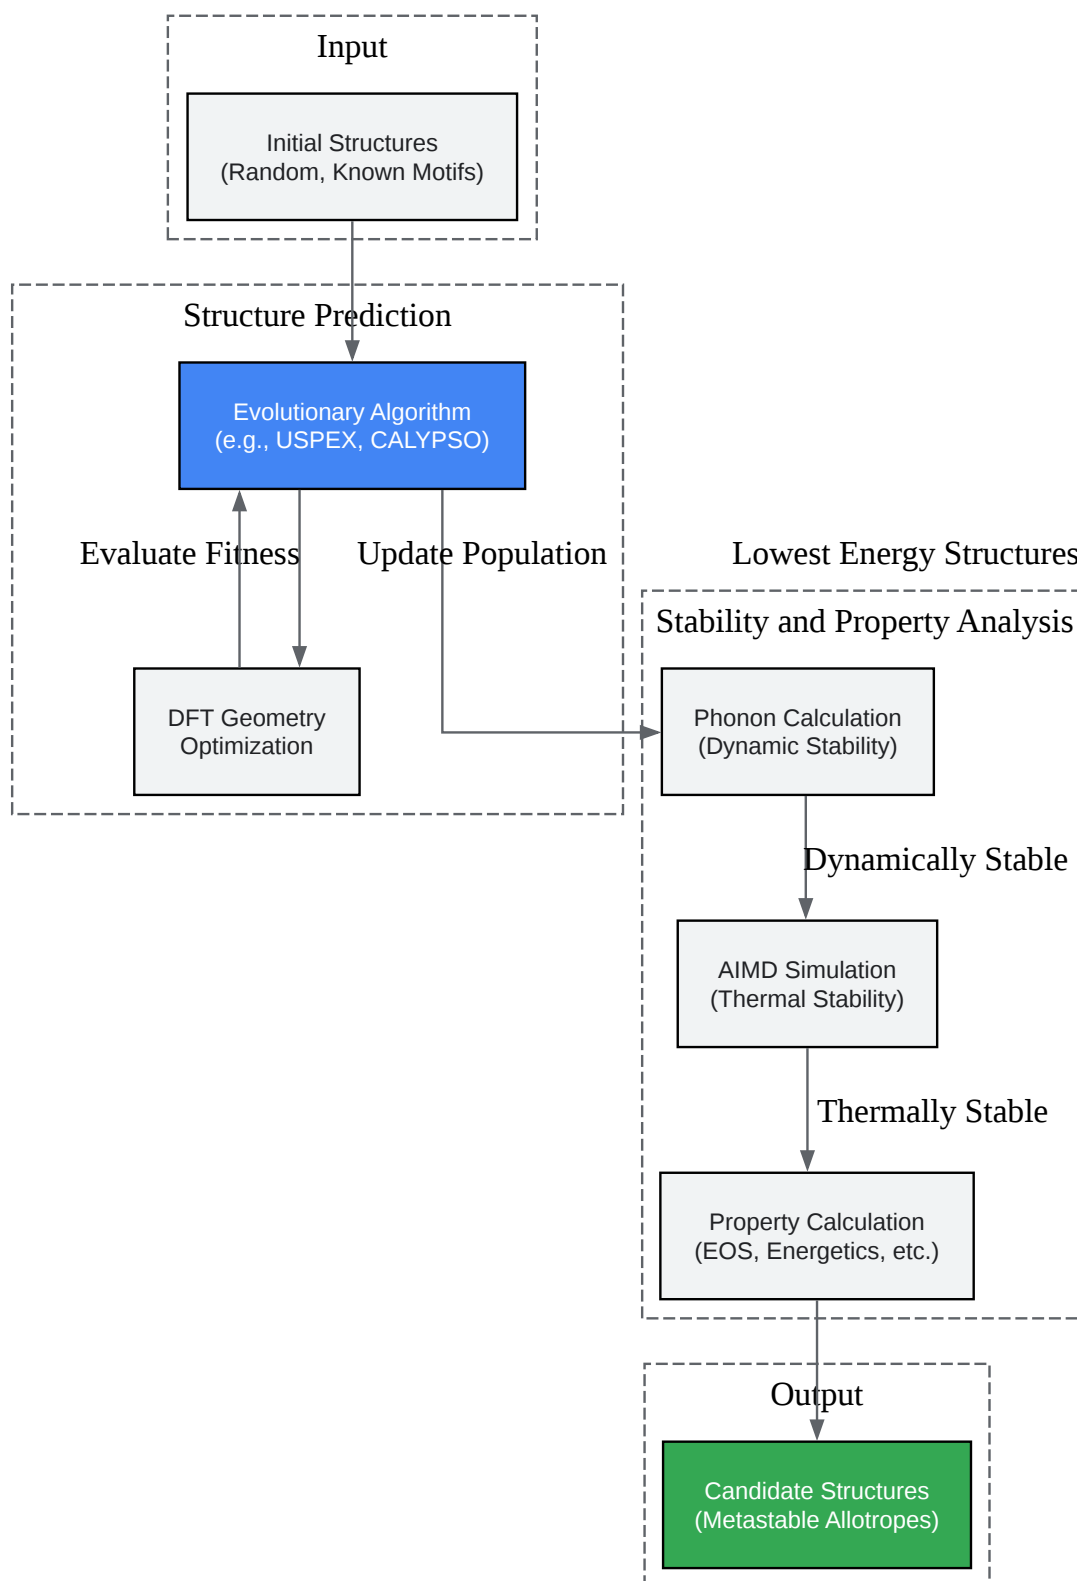 Input
Initial Structures
(Random, Known Motifs)
Structure Prediction
Evolutionary Algorithm
(e.g., USPEX, CALYPSO)
Evaluate Fitness
Update Population
Lowest Energy Structures
Stability and Property Analysis
DFT Geometry
Optimization
Phonon Calculation
(Dynamic Stability)
Dynamically Stable
AIMD Simulation
(Thermal Stability)
Thermally Stable
Property Calculation
(EOS, Energetics, etc.)
Output
Candidate Structures
(Metastable Allotropes)